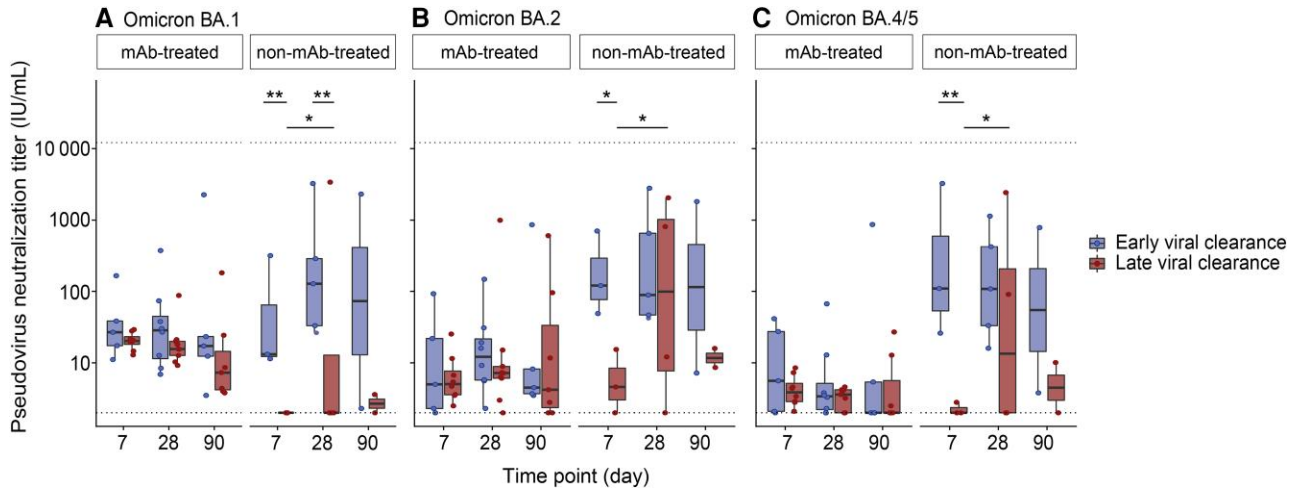 A Omicron BA.1
B Omicron BA.2
C Omicron BA.4/5
mAb-treated
non-mAb-treated
mAb-treated
non-mAb-treated
mAb-treated
non-mAb-treated
** ** *
* *
** *
Pseudovirus neutralization titer (IU/mL)
10 000
1000
100
10
7 28 90 7 28 90
7 28 90 7 28 90
7 28 90 7 28 90
Time point (day)
Early viral clearance
Late viral clearance